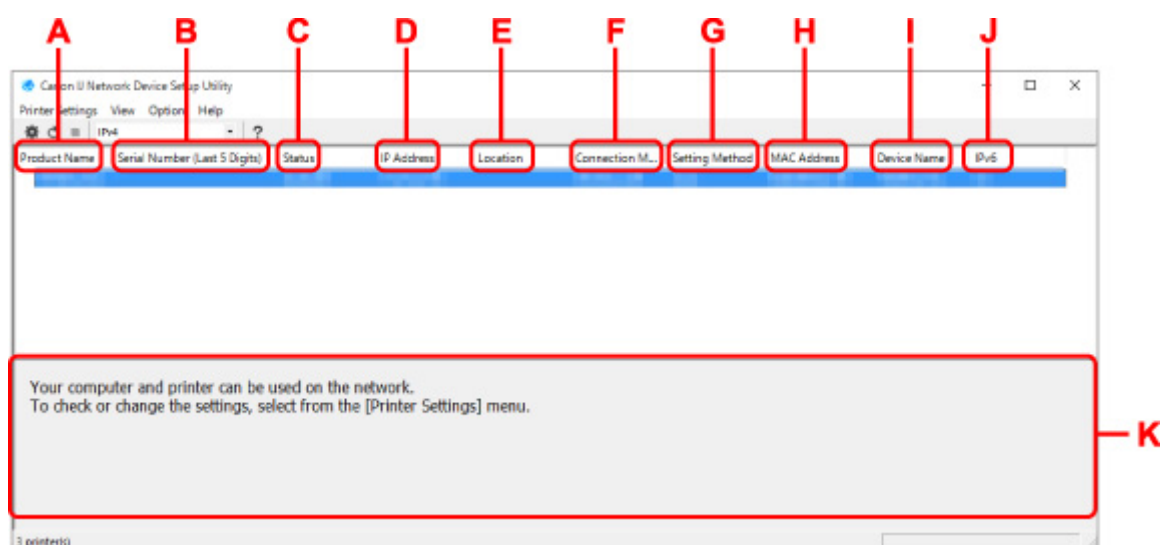 A B C D E F G H I J
Canon IJ Network Device Setup Utility
Printer Settings View Option Help
IPv4 ?
Product Name Serial Number (Last 5 Digits) Status IP Address Location Connection M... Setting Method MAC Address Device Name IPv6
Your computer and printer can be used on the network.
To check or change the settings, select from the [Printer Settings] menu.
K
3 printer(s)